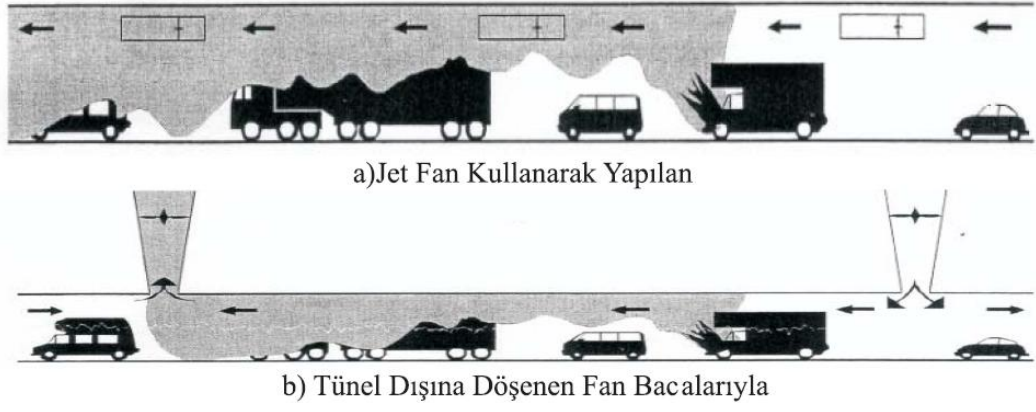 a)Jet Fan Kullanarak Yapılan
b) Tünel Dışına Döşenen Fan Bacalarıyla